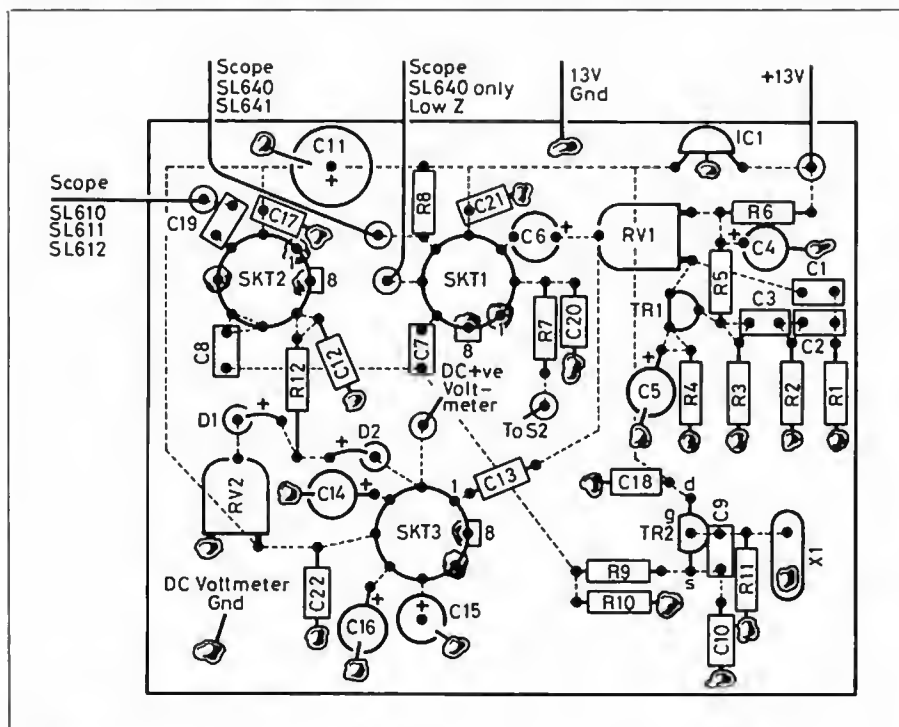 Scope
SL640
SL641
Scope
SL640 only
Low Z
13V
Gnd
+13V
Scope
SL610
SL611
SL612
C11
+
IC1
C19
C17
R8
C21
C6
+
RV1
R6
+
C4
SKT2
1
8
SKT1
1
8
R5
C1
TR1
C3
C2
C8
C7
R7
C20
R12
C12
DC+ve
Volt-
meter
To S2
+
C5
R4
R3
R2
R1
D1
+
+
D2
RV2
C14
+
1
C13
C18
d
g
TR2
s
C9
SKT3
8
R11
X1
DC Voltmeter
Gnd
C22
+
C16
+
C15
R9
R10
C10